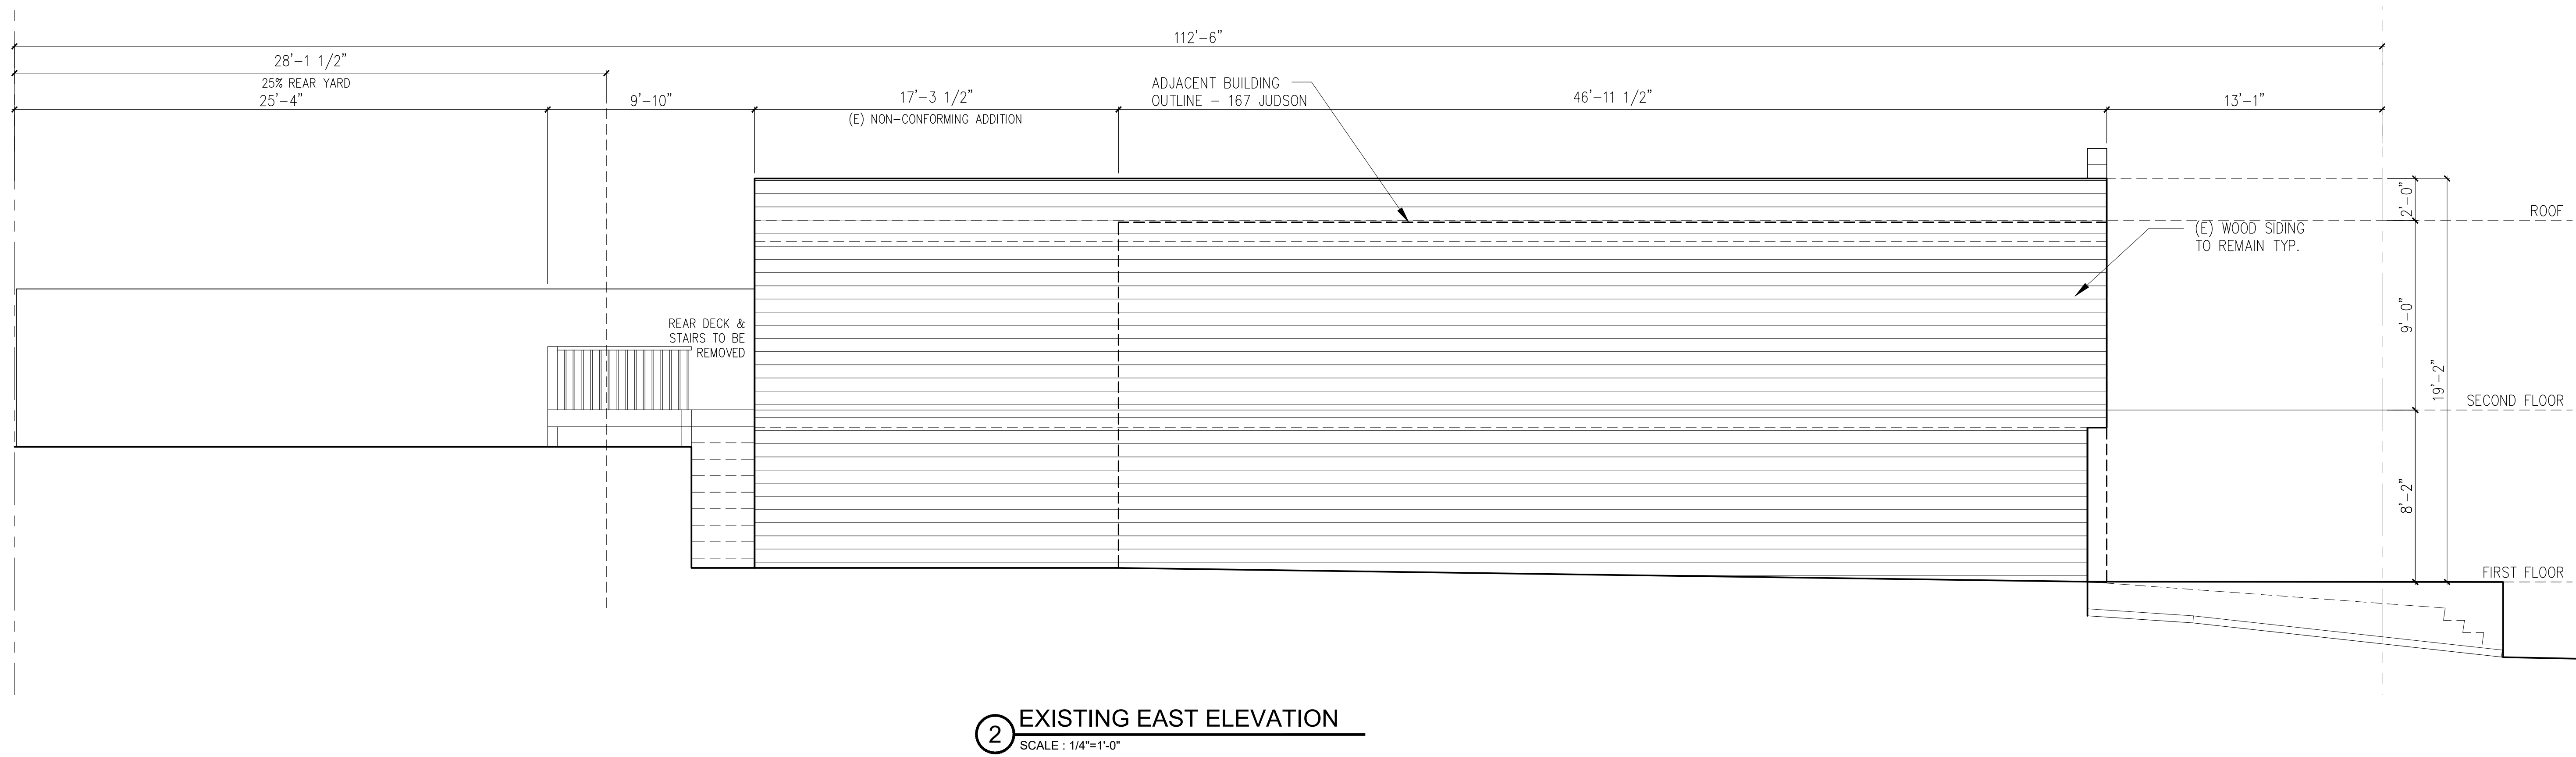 112'-6"
28'-1 1/2"
25% REAR YARD
25'-4"
9'-10"
17'-3 1/2"
(E) NON-CONFORMING ADDITION
ADJACENT BUILDING
OUTLINE - 167 JUDSON
46'-11 1/2"
13'-1"
2'-0"
ROOF
(E) WOOD SIDING
TO REMAIN TYP.
9'-0"
REAR DECK &
STAIRS TO BE
REMOVED
19'-2"
SECOND FLOOR
8'-2"
FIRST FLOOR
2
EXISTING EAST ELEVATION
SCALE : 1/4"=1'-0"